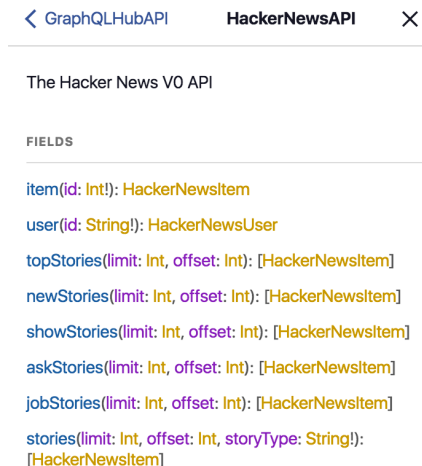 GraphQLHubAPI HackerNewsAPI
The Hacker News V0 API
FIELDS
item(id: Int!): HackerNewsItem
user(id: String!): HackerNewsUser
topStories(limit: Int, offset: Int): [HackerNewsItem]
newStories(limit: Int, offset: Int): [HackerNewsItem]
showStories(limit: Int, offset: Int): [HackerNewsItem]
askStories(limit: Int, offset: Int): [HackerNewsItem]
jobStories(limit: Int, offset: Int): [HackerNewsItem]
stories(limit: Int, offset: Int, storyType: String!):
[HackerNewsItem]